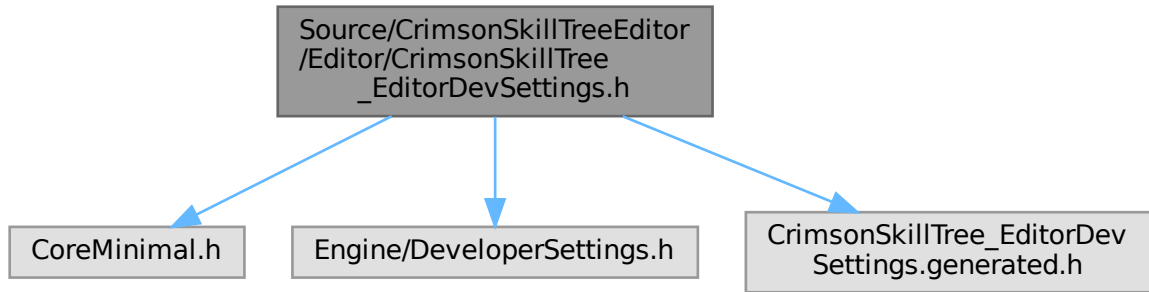 Source/CrimsonSkillTreeEditor
/Editor/CrimsonSkillTree
_EditorDevSettings.h
CoreMinimal.h
Engine/DeveloperSettings.h
CrimsonSkillTree_EditorDev
Settings.generated.h